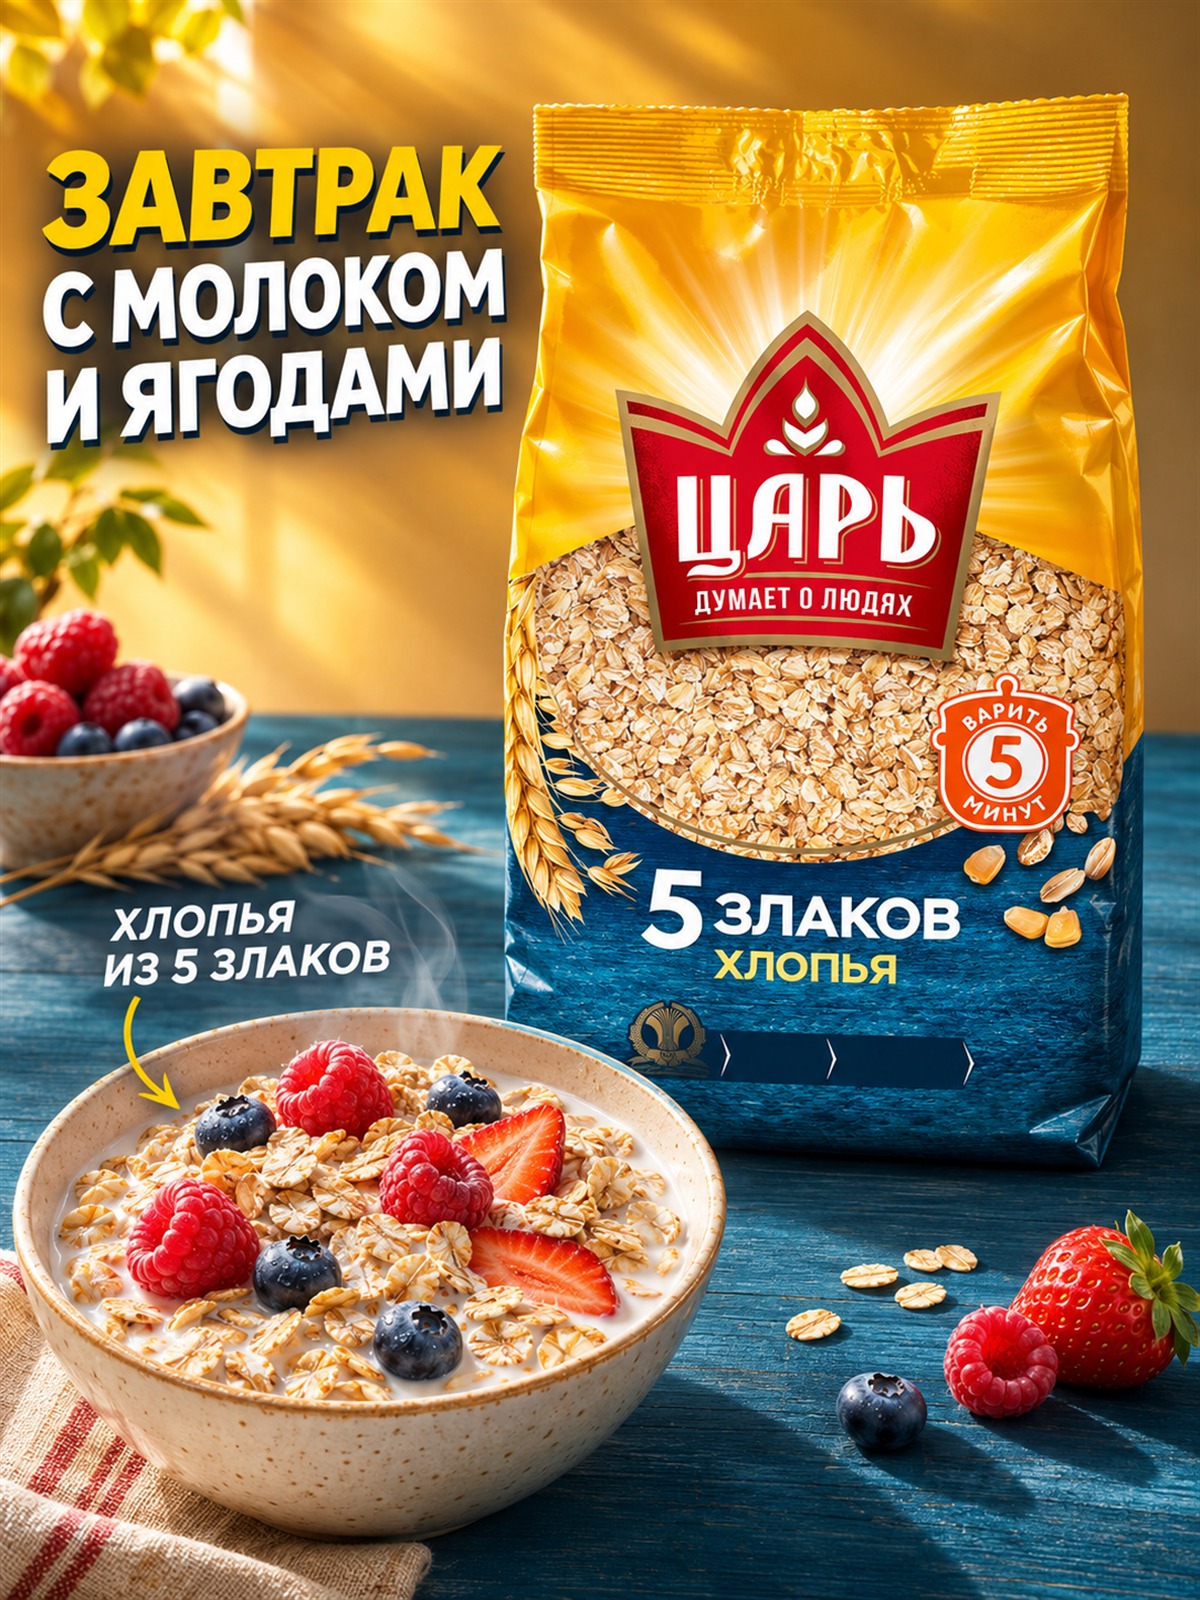 ЗАВТРАК
С МОЛОКОМ
И ЯГОДАМИ
ЦАРЬ
ДУМАЕТ О ЛЮДЯХ
ВАРИТЬ
5
МИНУТ
5 ЗЛАКОВ
ХЛОПЬЯ
ХЛОПЬЯ
ИЗ 5 ЗЛАКОВ